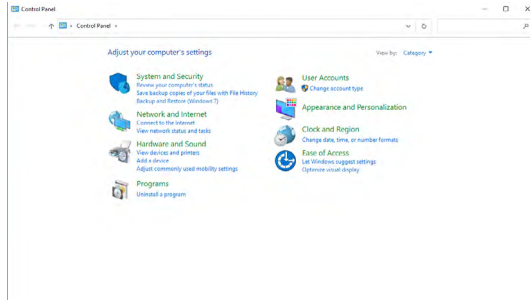 Control Panel
Control Panel
Adjust your computer's settings
View by: Category
System and Security
Review your computer's status
Save backup copies of your files with File History
Backup and Restore (Windows 7)
Network and Internet
Connect to the Internet
View network status and tasks
Hardware and Sound
View devices and printers
Add a device
Adjust commonly used mobility settings
Programs
Uninstall a program
User Accounts
Change account type
Appearance and Personalization
Clock and Region
Change date, time, or number formats
Ease of Access
Let Windows suggest settings
Optimize visual display